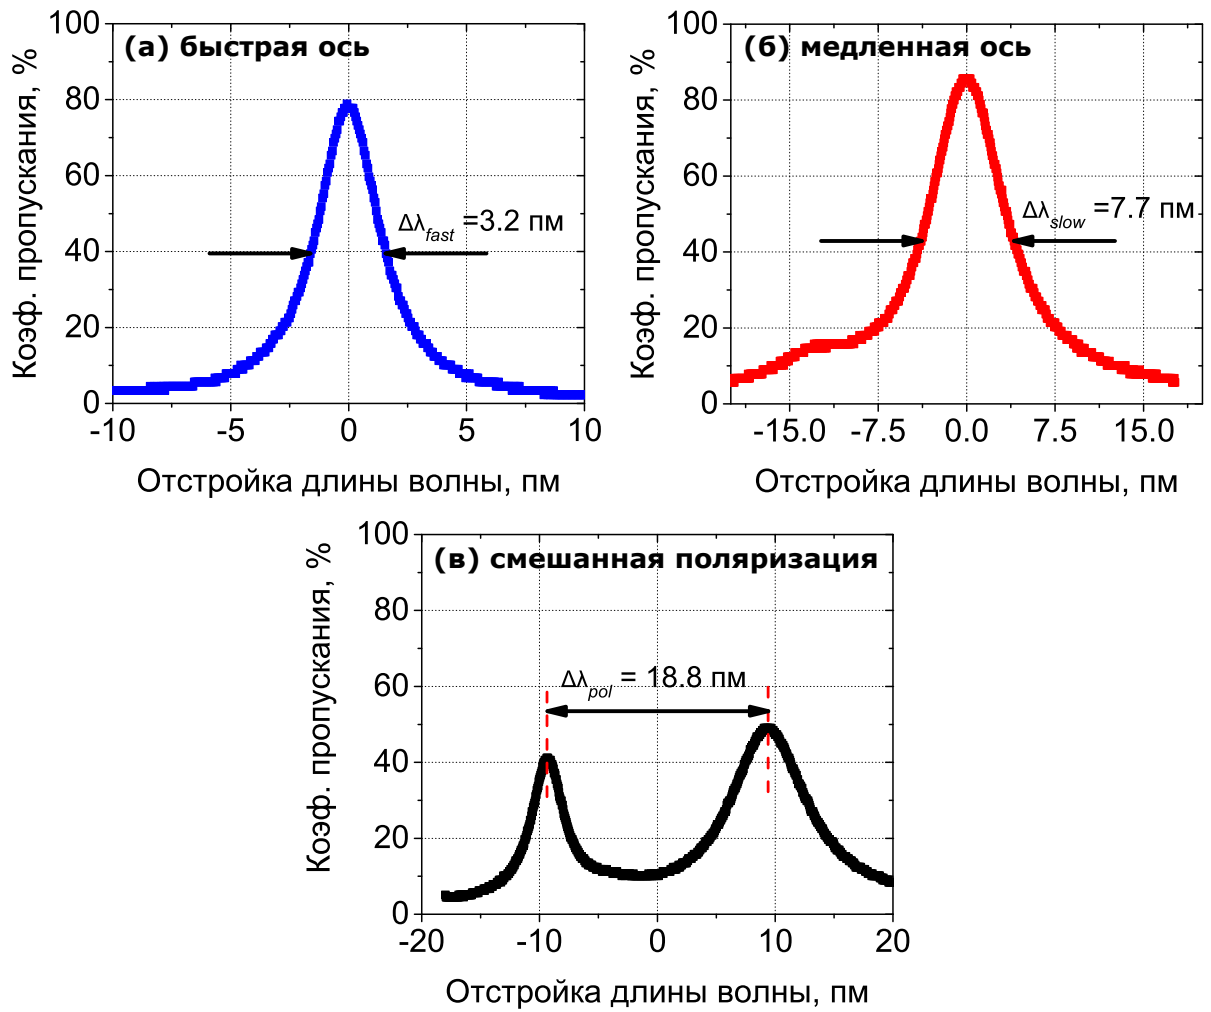 (а) быстрая ось
Коэф. пропускания, %
100
80
60
40
20
0
Δλfast =3.2 пм
-10
-5
0
5
10
Отстройка длины волны, пм
(б) медленная ось
Коэф. пропускания, %
100
80
60
40
20
0
Δλslow =7.7 пм
-15.0
-7.5
0.0
7.5
15.0
Отстройка длины волны, пм
(в) смешанная поляризация
Коэф. пропускания, %
100
80
60
40
20
0
Δλpol = 18.8 пм
-20
-10
0
10
20
Отстройка длины волны, пм